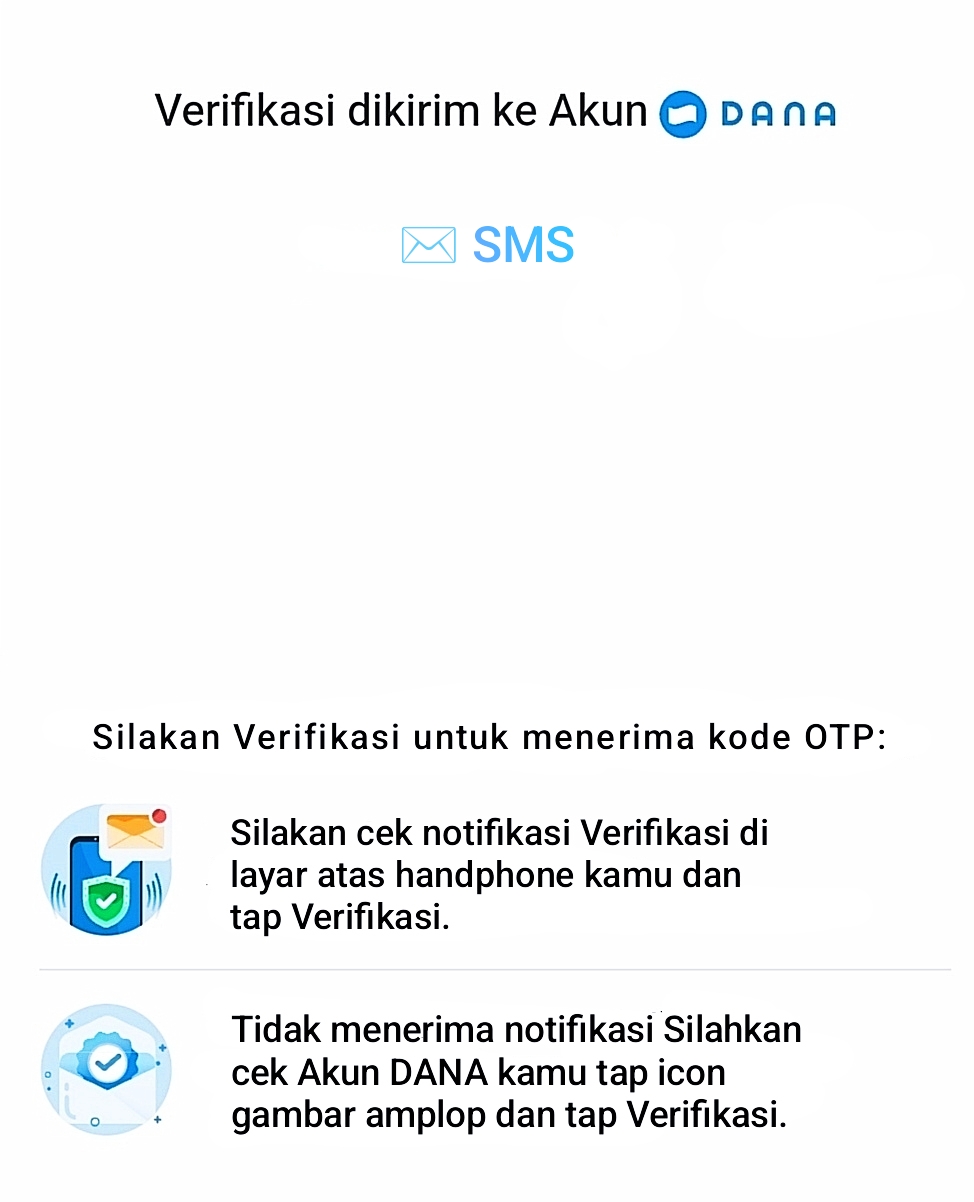 Verifikasi dikirim ke Akun DANA
SMS
Silakan Verifikasi untuk menerima kode OTP:
Silakan cek notifikasi Verifikasi di
layar atas handphone kamu dan
tap Verifikasi.
Tidak menerima notifikasi Silahkan
cek Akun DANA kamu tap icon
gambar amplop dan tap Verifikasi.